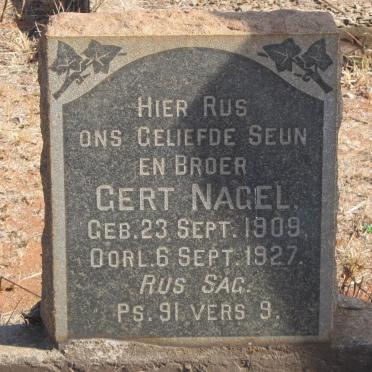 HIER RUS
ONS GELIEFDE SEUN
EN BROER
GERT NAGEL.
GEB. 23 SEPT. 1909.
OORL. 6 SEPT. 1927.
RUS SAG.
PS. 91 VERS 9.